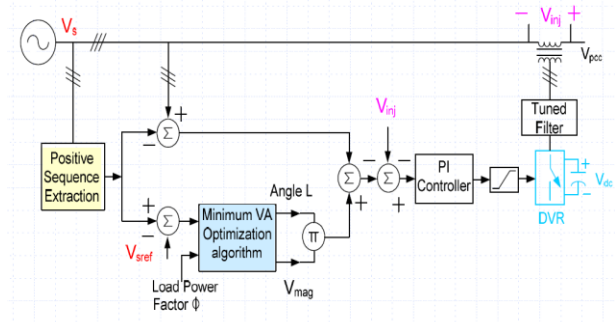 Vs
− Vinj +
Vpcc
+
Σ
−
Tuned
Filter
Vinj
Positive
Sequence
Extraction
− −
Σ Σ
+ +
PI
Controller
+
−
Vdc
DVR
Angle L
+
Σ
−
Minimum VA
Optimization
algorithm
π
Vsref
Load Power
Factor ϕ
Vmag